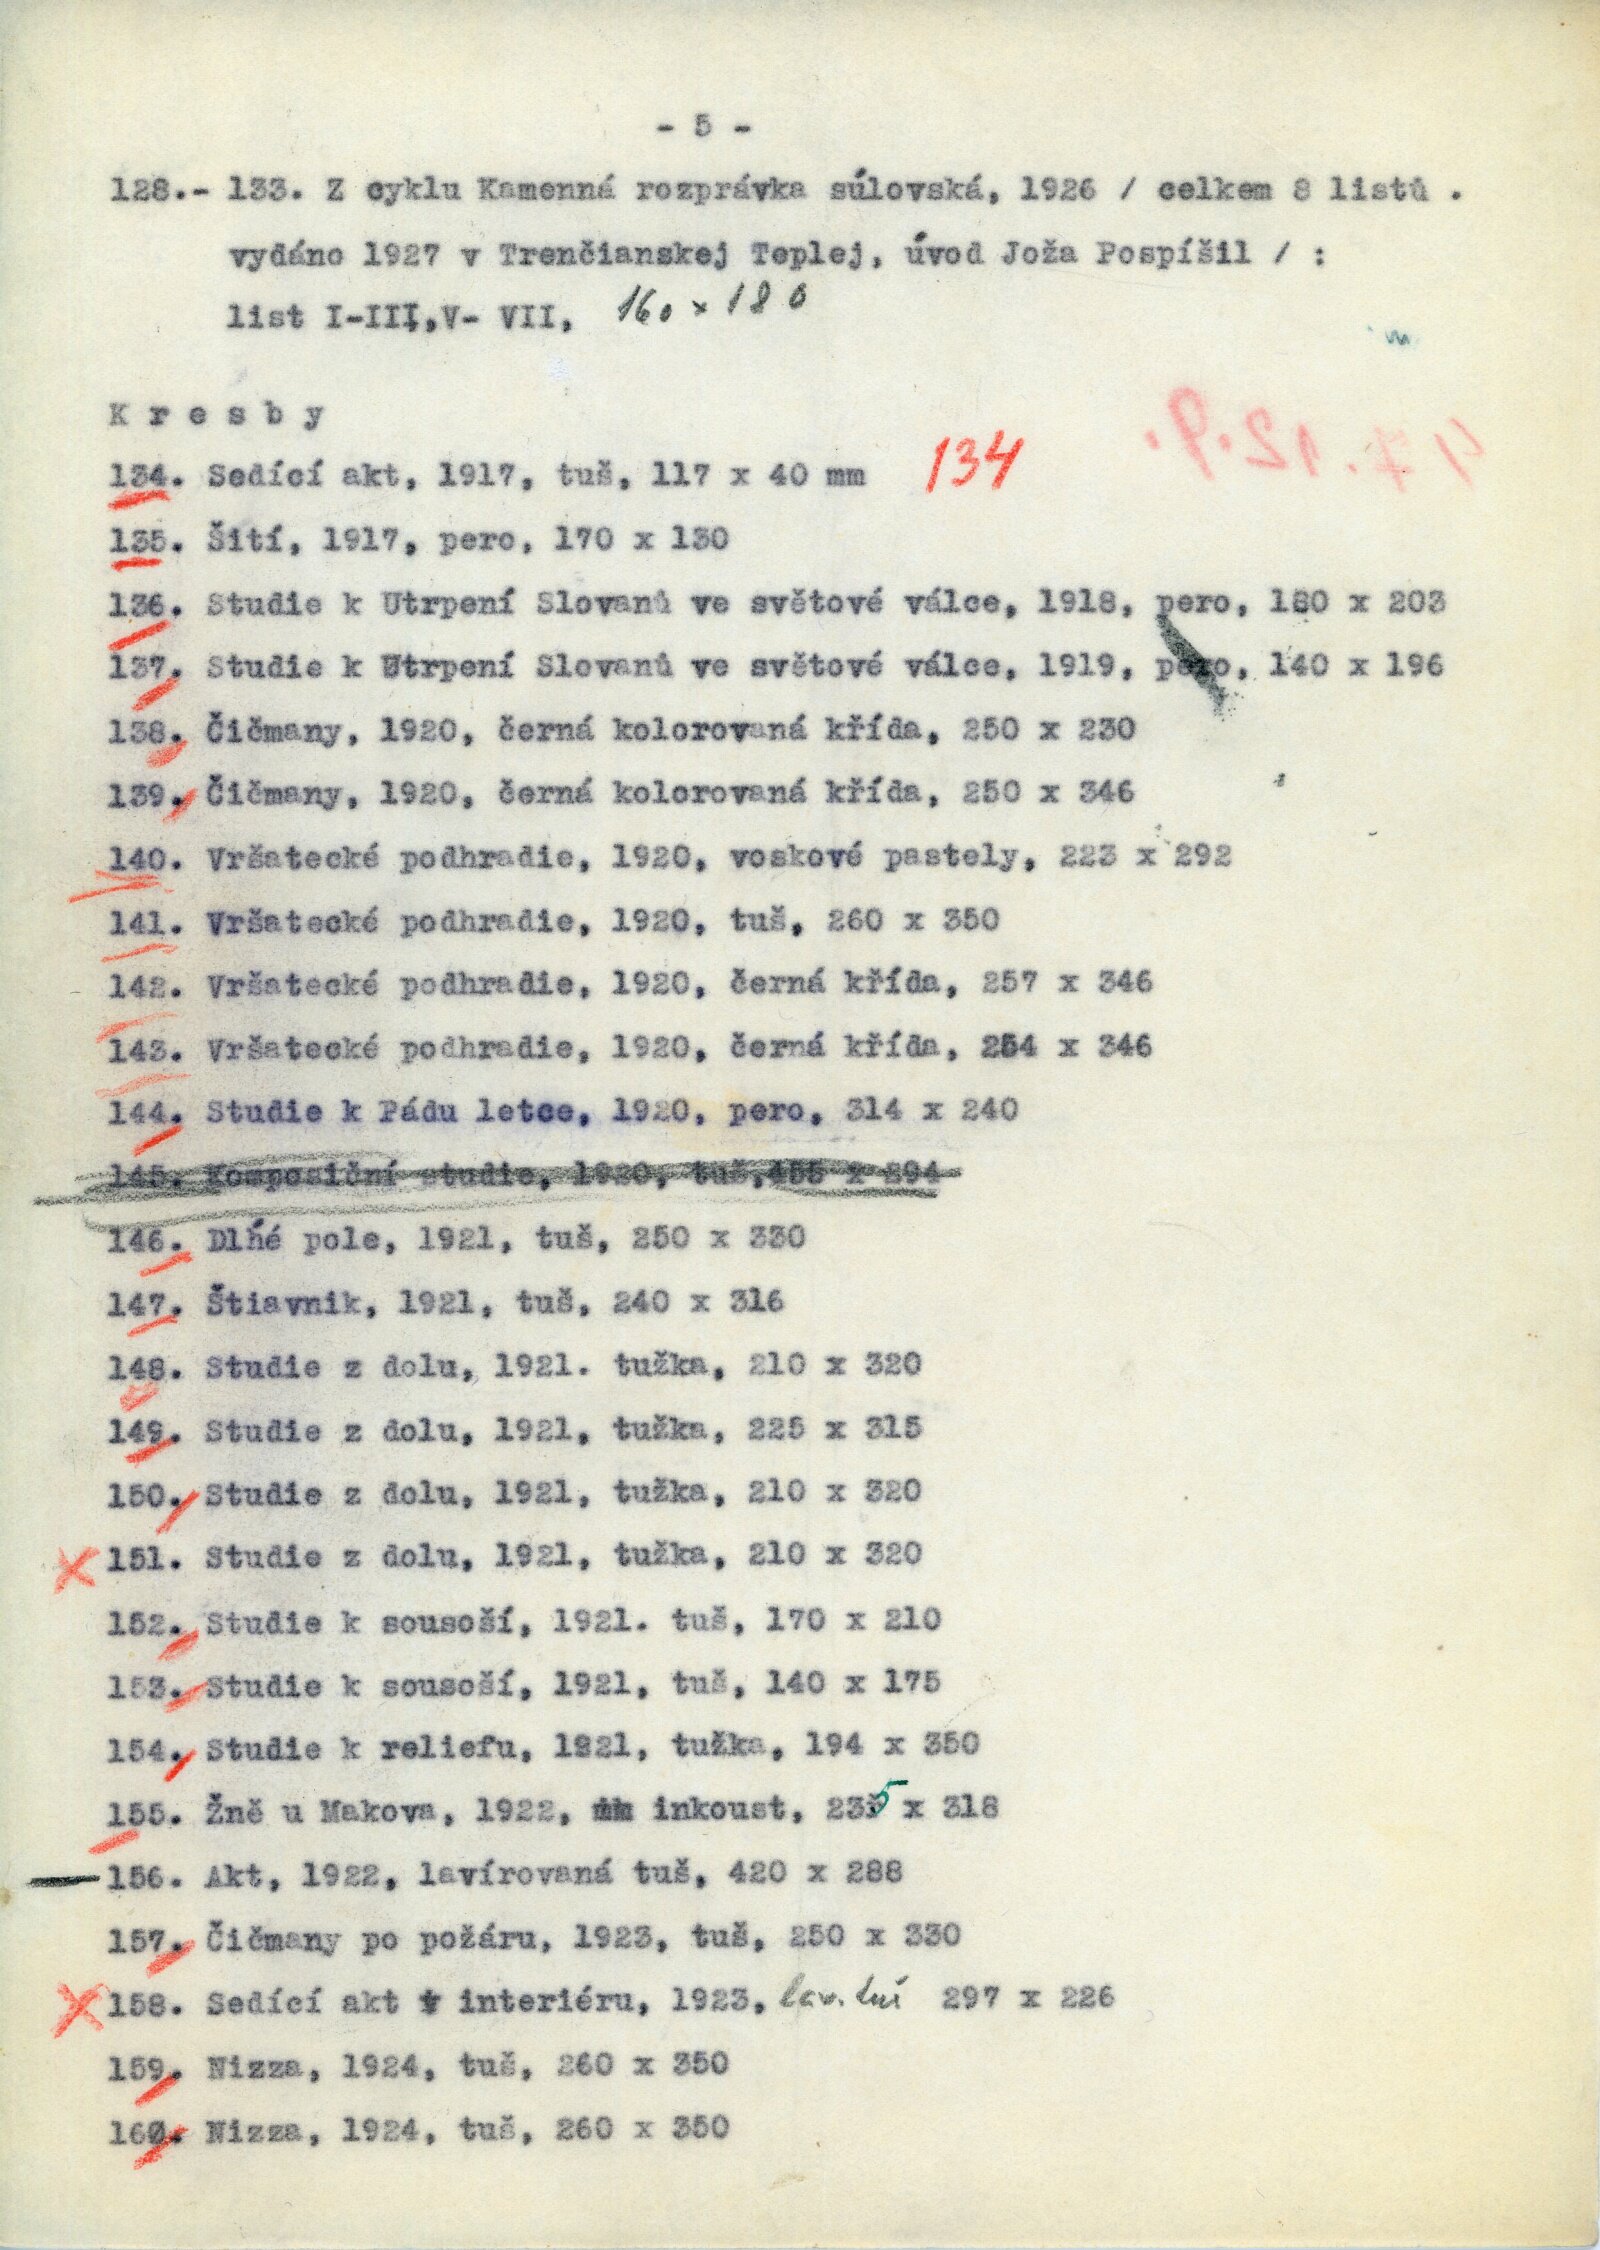 - 5 -
128.- 133. Z cyklu Kamenná rozprávka súlovská, 1926 / celkem 8 listů .
vydáno 1927 v Trenčianskej Teplej, úvod Joža Pospíšil / :
list I-III,V- VII, 160 x 180
K r e s b y
134. Sedící akt, 1917, tuš, 117 x 40 mm 134
135. Šití, 1917, pero, 170 x 130
136. Studie k Utrpení Slovanů ve světové válce, 1918, pero, 180 x 203
137. Studie k Utrpení Slovanů ve světové válce, 1919, pero, 140 x 196
138. Čičmany, 1920, černá kolorovaná křída, 250 x 230
139. Čičmany, 1920, černá kolorovaná křída, 250 x 346
140. Vršatecké podhradie, 1920, voskové pastely, 223 x 292
141. Vršatecké podhradie, 1920, tuš, 260 x 350
142. Vršatecké podhradie, 1920, černá křída, 257 x 346
143. Vršatecké podhradie, 1920, černá křída, 254 x 346
144. Studie k Pádu letce, 1920, pero, 314 x 240
145. Komposiční studie, 1920, tuš, 455 x 294
146. Dlhé pole, 1921, tuš, 250 x 330
147. Štiavnik, 1921, tuš, 240 x 316
148. Studie z dolu, 1921. tužka, 210 x 320
149. Studie z dolu, 1921, tužka, 225 x 315
150. Studie z dolu, 1921, tužka, 210 x 320
151. Studie z dolu, 1921, tužka, 210 x 320
152. Studie k sousoší, 1921. tuš, 170 x 210
153. Studie k sousoší, 1921, tuš, 140 x 175
154. Studie k reliefu, 1921, tužka, 194 x 350
155. Žně u Makova, 1922, inkoust, 235 x 318
156. Akt, 1922, lavírovaná tuš, 420 x 288
157. Čičmany po požáru, 1923, tuš, 250 x 330
158. Sedící akt v interiéru, 1923, lav. tuš 297 x 226
159. Nizza, 1924, tuš, 260 x 350
160. Nizza, 1924, tuš, 260 x 350